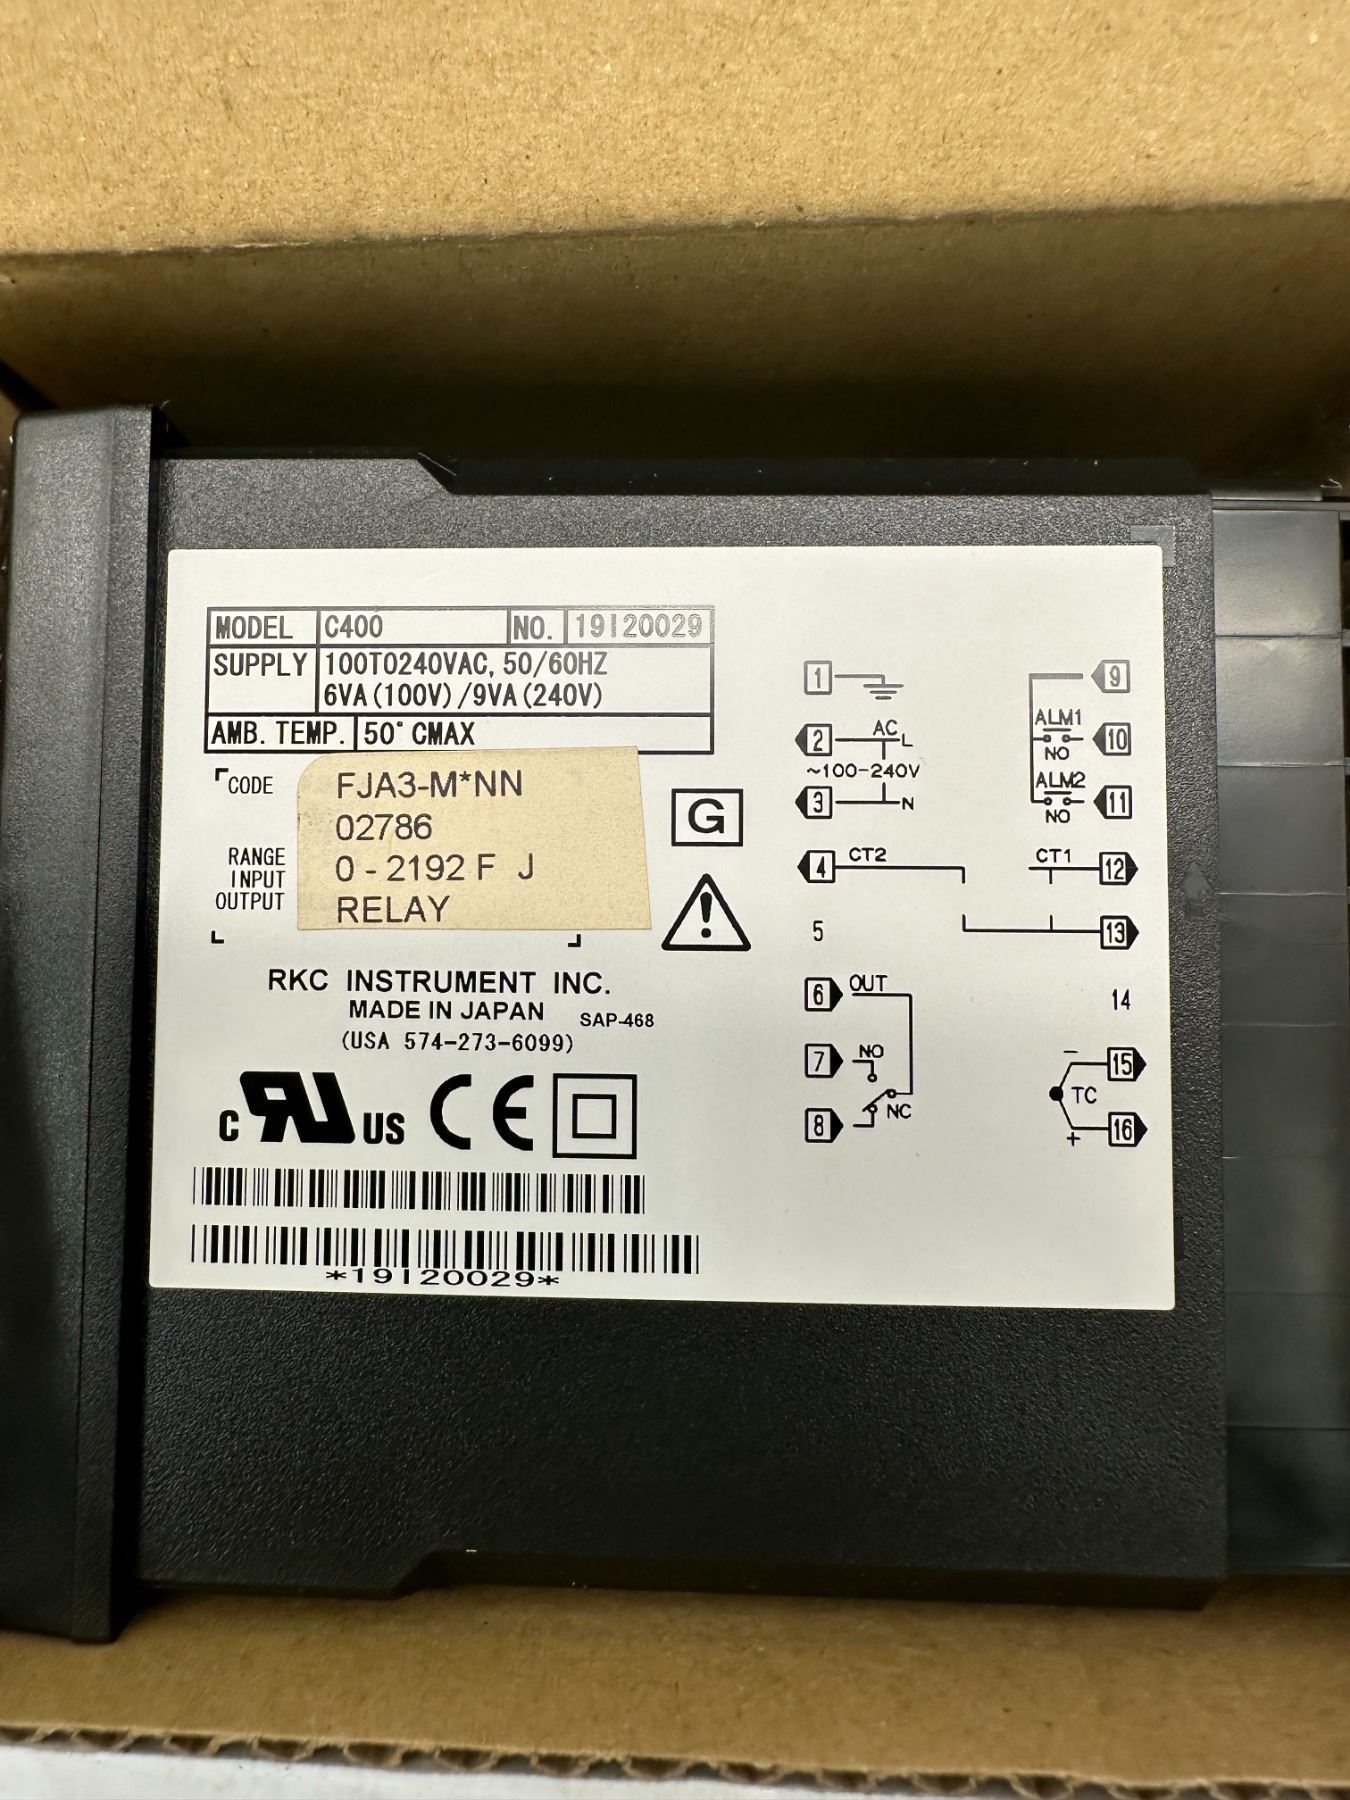 MODEL C400 NO. 19I20029
SUPPLY 100TO240VAC, 50/60HZ
6VA (100V) /9VA (240V)
AMB. TEMP. 50° CMAX
CODE FJA3-M*NN
02786
RANGE
INPUT 0 - 2192 F J
OUTPUT RELAY
G
RKC INSTRUMENT INC.
MADE IN JAPAN SAP-468
(USA 574-273-6099)
C RU US CE
*19I20029*
1
2 AC L
~100-240V
3 N
4 CT2
5
6 OUT
7 NO
8 NC
9
ALM1 10
NO
ALM2 11
NO
CT1 12
13
14
− 15
TC
+ 16